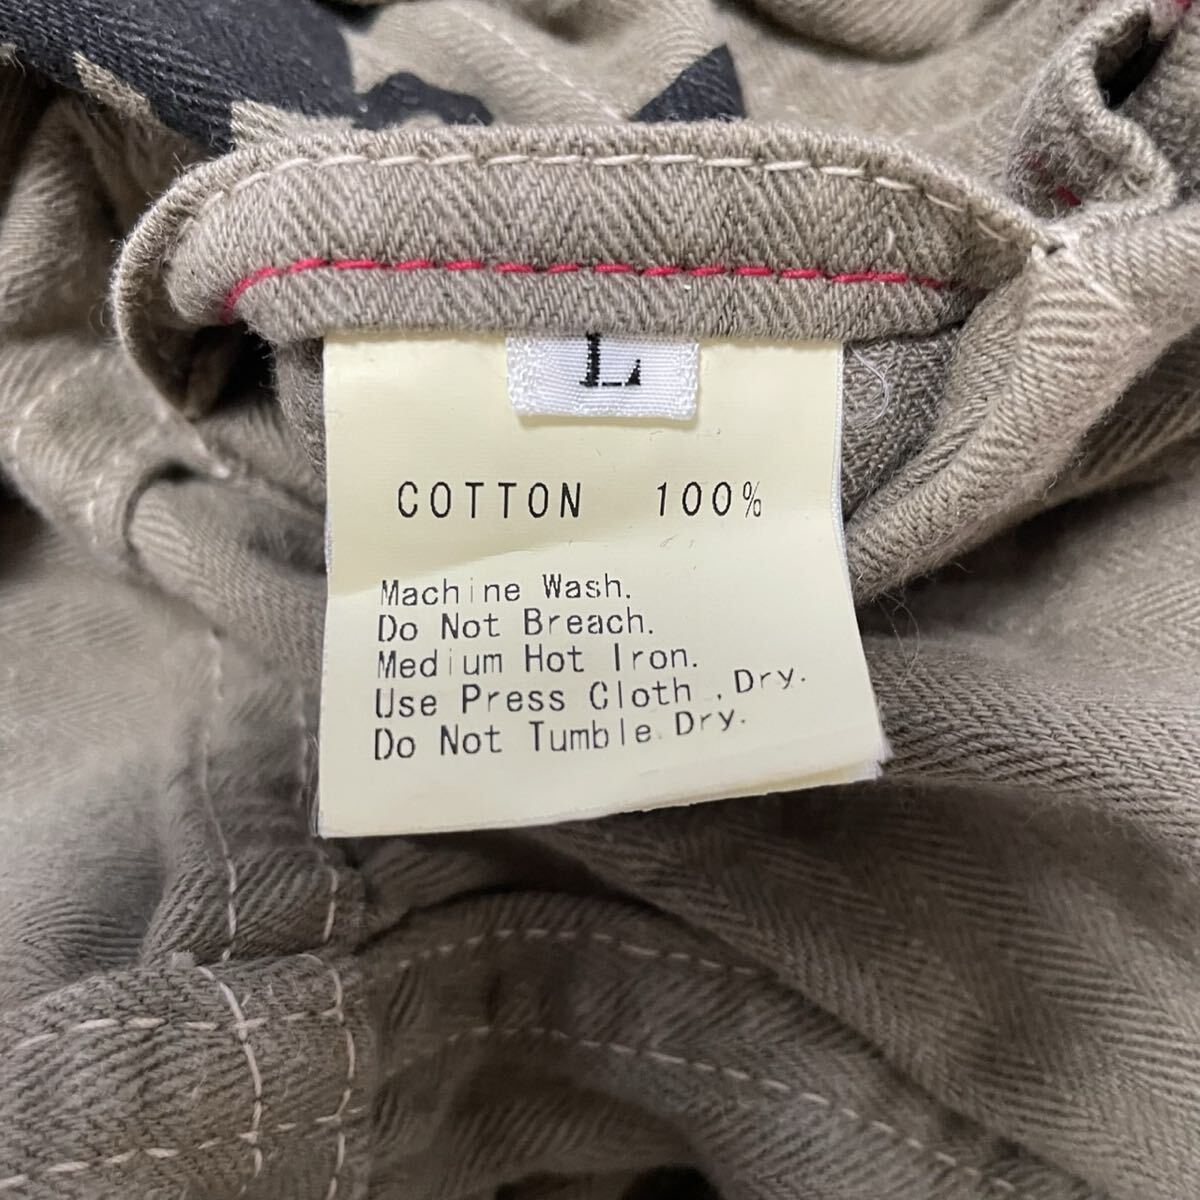 L
COTTON 100%
Machine Wash.
Do Not Breach.
Medium Hot Iron.
Use Press Cloth , Dry.
Do Not Tumble Dry.